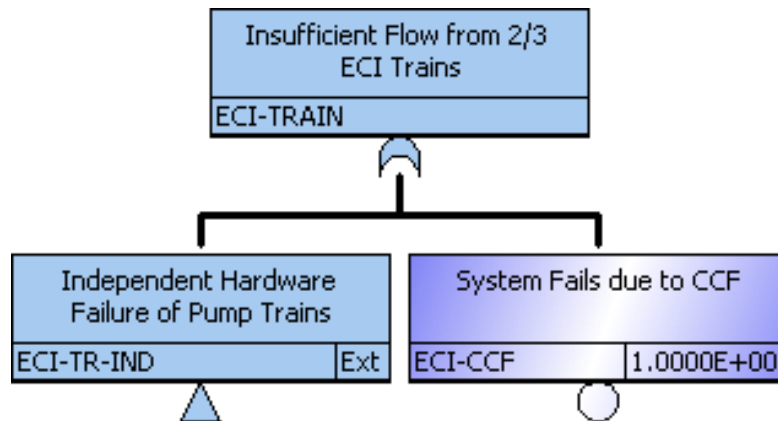 Insufficient Flow from 2/3
ECI Trains
ECI-TRAIN
Independent Hardware
Failure of Pump Trains
ECI-TR-IND Ext
System Fails due to CCF
ECI-CCF 1.0000E+00